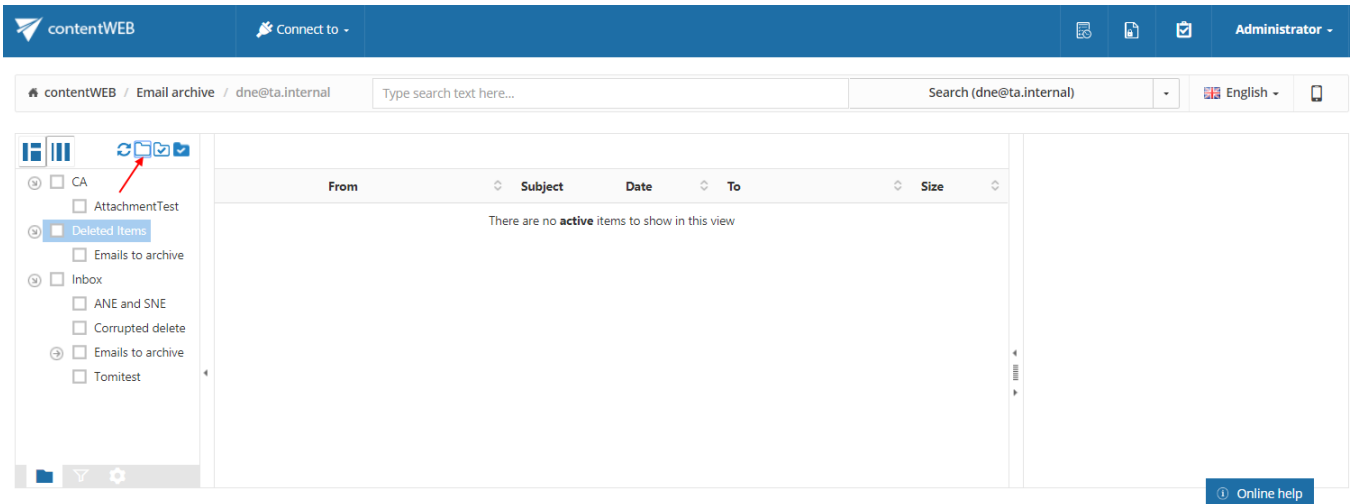 contentWEB
Connect to
Administrator
contentWEB / Email archive / dne@ta.internal
Type search text here...
Search (dne@ta.internal)
English
CA
AttachmentTest
Deleted Items
Emails to archive
Inbox
ANE and SNE
Corrupted delete
Emails to archive
Tomitest
From Subject Date To Size
There are no active items to show in this view
Online help